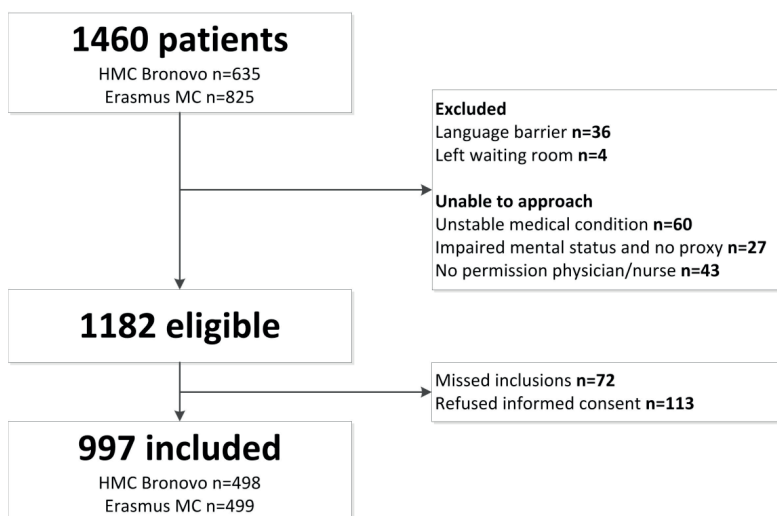 1460 patients
HMC Bronovo n=635
Erasmus MC n=825
Excluded
Language barrier n=36
Left waiting room n=4
Unable to approach
Unstable medical condition n=60
Impaired mental status and no proxy n=27
No permission physician/nurse n=43
1182 eligible
Missed inclusions n=72
Refused informed consent n=113
997 included
HMC Bronovo n=498
Erasmus MC n=499